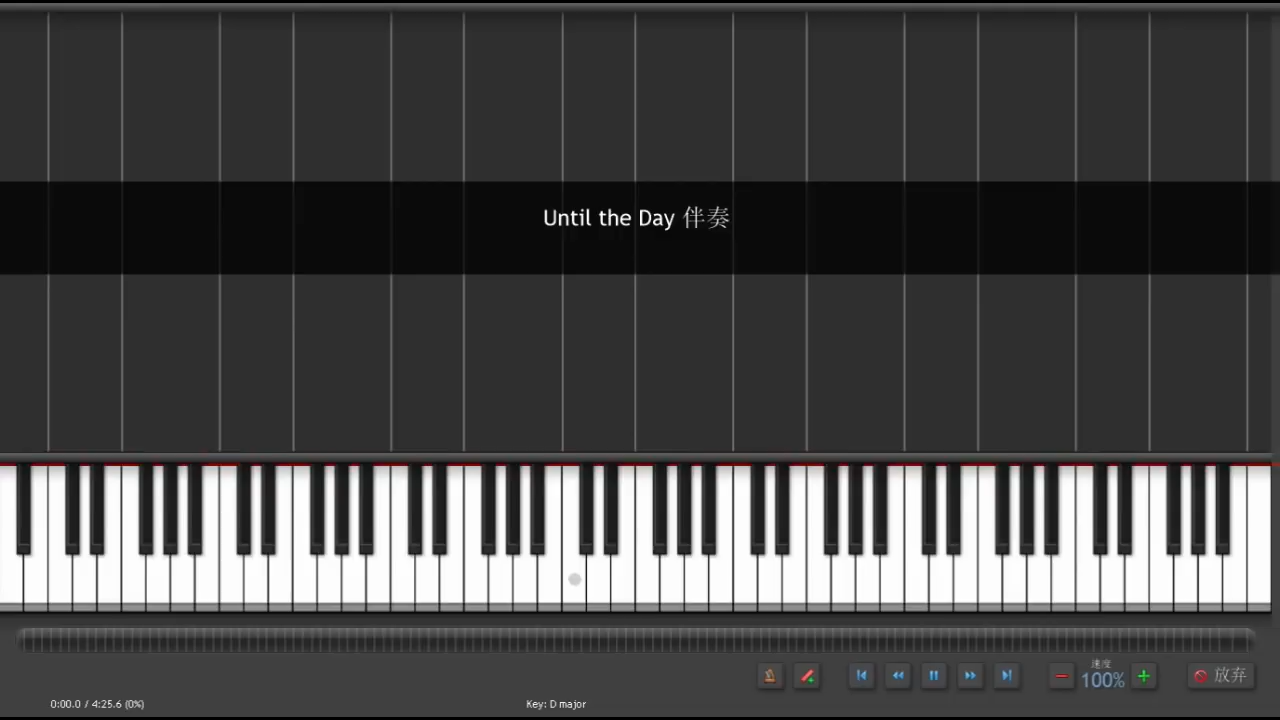 Until the Day 伴奏
速度
100%
放弃
0:00.0 / 4:25.6 (0%)
Key: D major